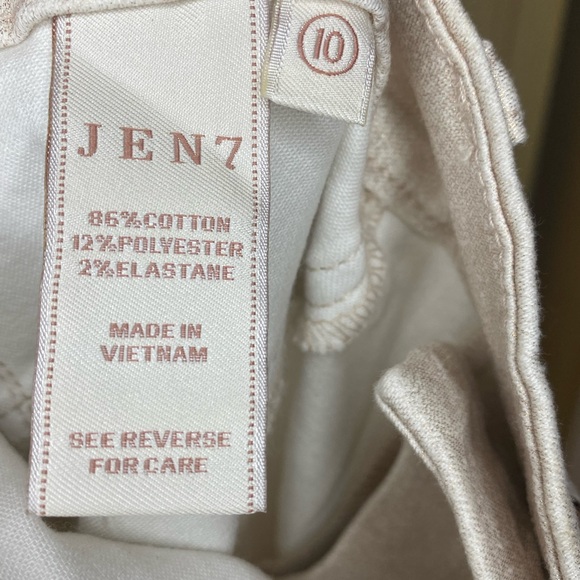 10
JEN7
86%COTTON
12%POLYESTER
2%ELASTANE
MADE IN
VIETNAM
SEE REVERSE
FOR CARE